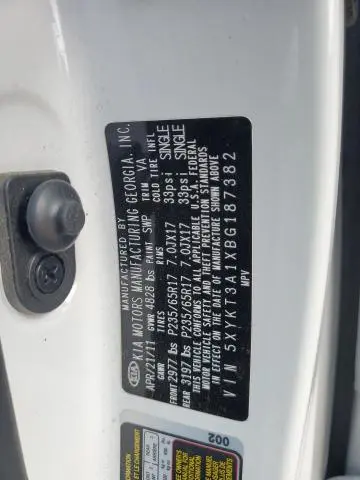 MANUFACTURED BY
KIA KIA MOTORS MANUFACTURING GEORGIA, INC.
APR/21/11 GVWR 4828 lbs PAINT SWP TRIM VA
TIRES RIMS COLD TIRE INFL
FRONT 2977 lbs P235/65R17 7.0JX17 33psi SINGLE
REAR 3197 lbs P235/65R17 7.0JX17 33psi SINGLE
THIS VEHICLE CONFORMS TO ALL APPLICABLE U.S.A. FEDERAL
MOTOR VEHICLE SAFETY AND THEFT PREVENTION STANDARDS
IN EFFECT ON THE DATE OF MANUFACTURE SHOWN ABOVE
VIN 5XYKT3A1XBG187382
MPV
002